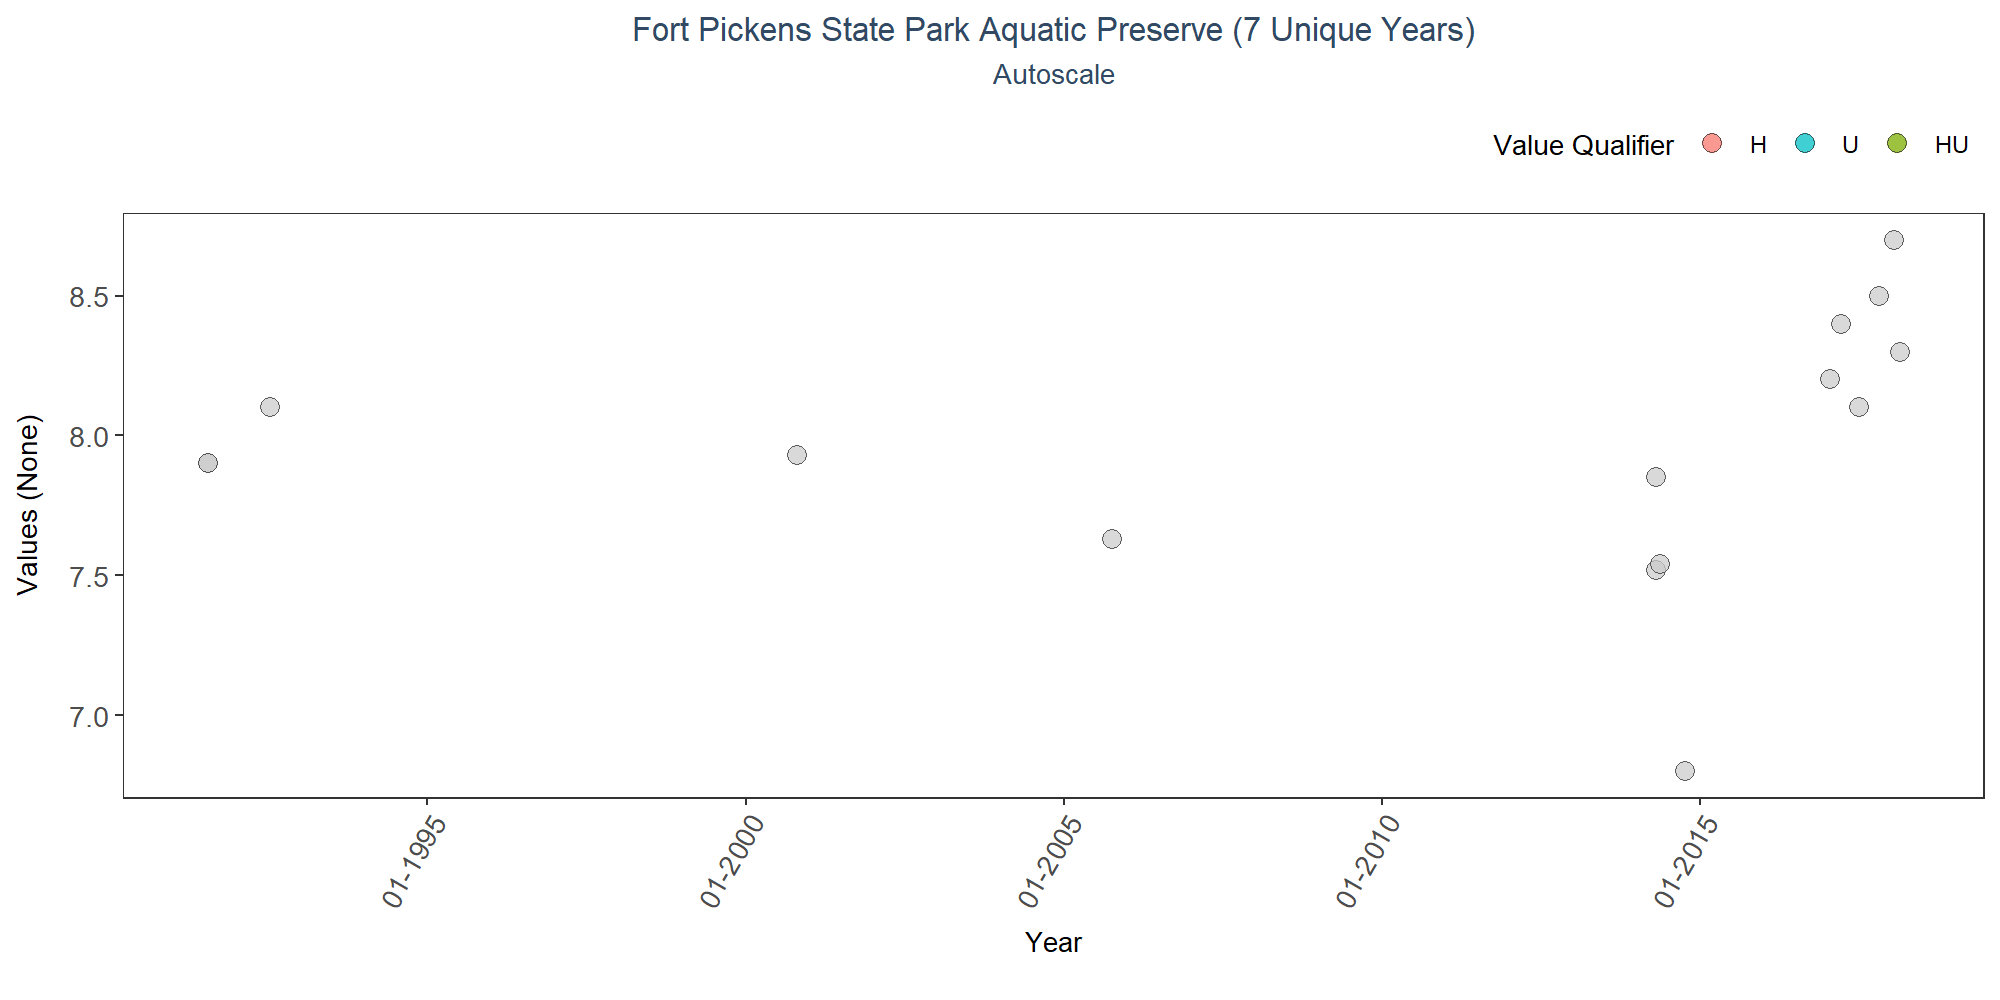 Fort Pickens State Park Aquatic Preserve (7 Unique Years)
Autoscale
Value Qualifier H U HU
Values (None)
8.5
8.0
7.5
7.0
01-1995
01-2000
01-2005
01-2010
01-2015
Year